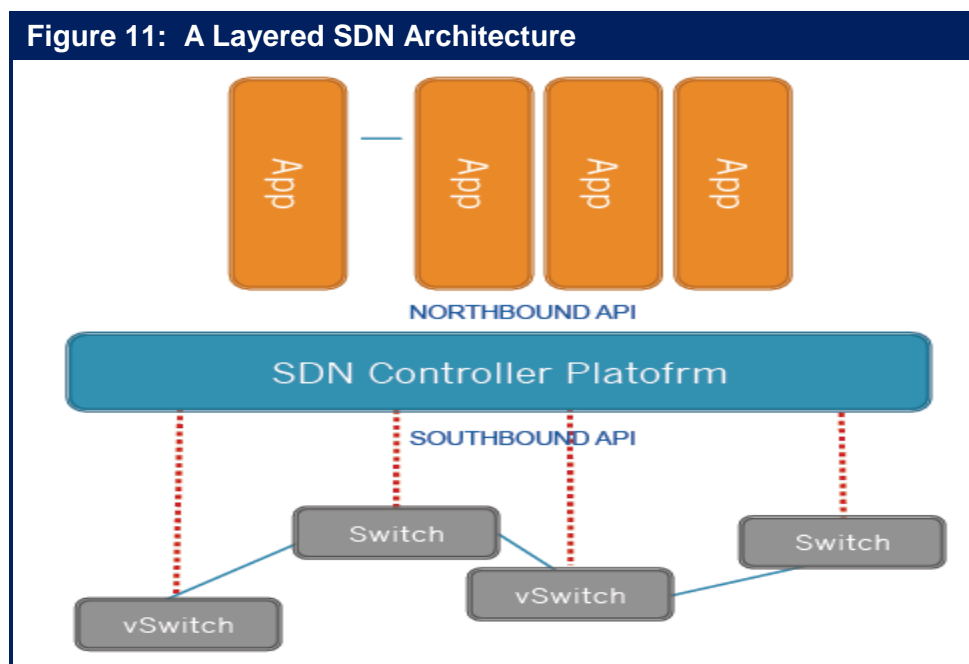 Figure 11: A Layered SDN Architecture
App
App
App
App
NORTHBOUND API
SDN Controller Platofrm
SOUTHBOUND API
Switch
Switch
vSwitch
vSwitch